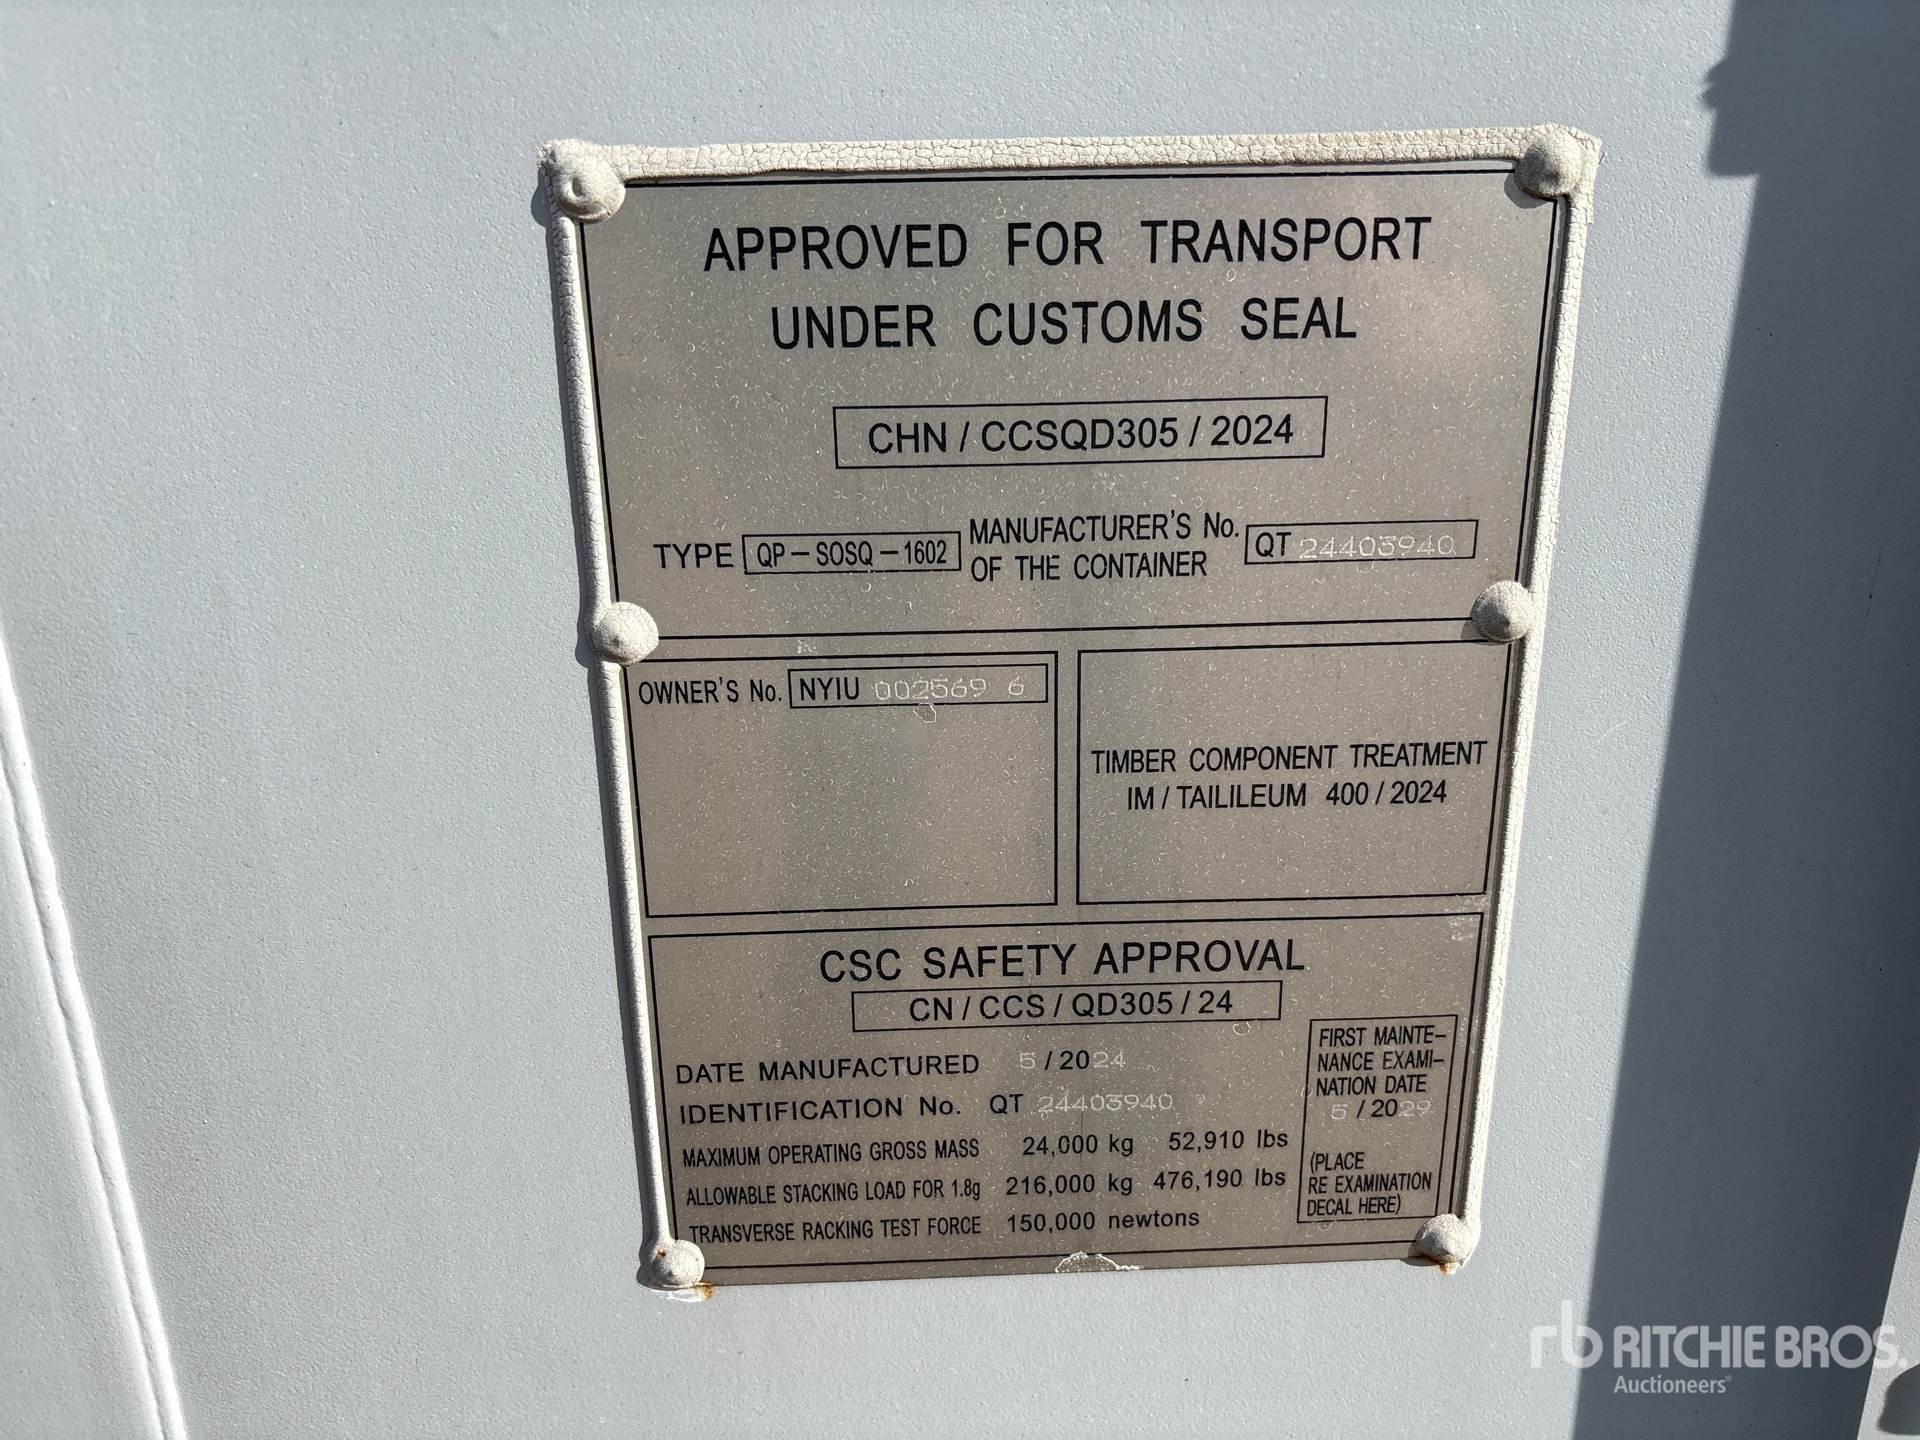 APPROVED FOR TRANSPORT
UNDER CUSTOMS SEAL
CHN / CCSQD305 / 2024
TYPE QP-SOSQ-1602 MANUFACTURER'S No. OF THE CONTAINER QT 24403940
OWNER'S No. NYIU 002569 6
TIMBER COMPONENT TREATMENT
IM / TAILILEUM 400 / 2024
CSC SAFETY APPROVAL
CN / CCS / QD305 / 24
DATE MANUFACTURED 5 / 2024
IDENTIFICATION No. QT 24403940
MAXIMUM OPERATING GROSS MASS 24,000 kg 52,910 lbs
ALLOWABLE STACKING LOAD FOR 1.8g 216,000 kg 476,190 lbs
TRANSVERSE RACKING TEST FORCE 150,000 newtons
FIRST MAINTE-
NANCE EXAMI-
NATION DATE
5 / 2029
(PLACE
RE EXAMINATION
DECAL HERE)
rb RITCHIE BROS.
Auctioneers